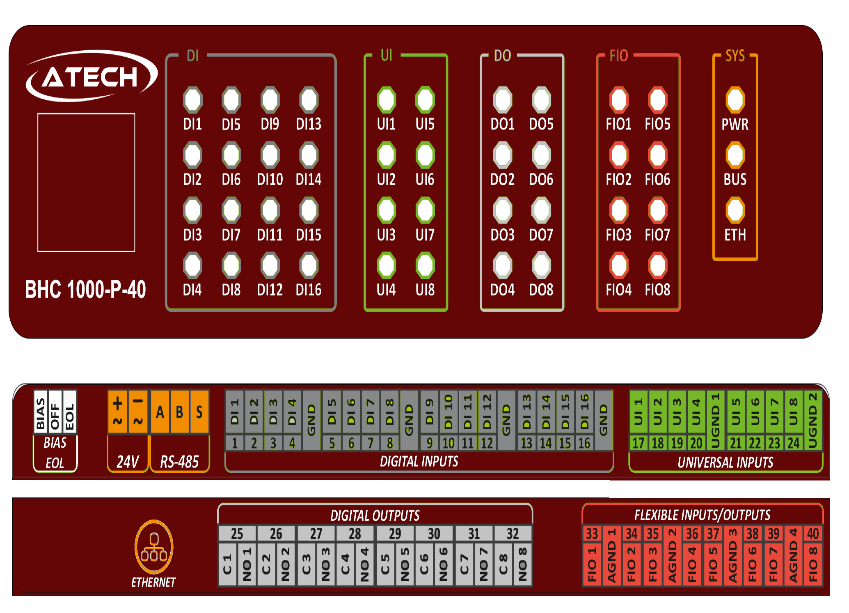 ATECH
DI UI DO FIO SYS
DI1 DI5 DI9 DI13 UI1 UI5 DO1 DO5 FIO1 FIO5 PWR
DI2 DI6 DI10 DI14 UI2 UI6 DO2 DO6 FIO2 FIO6 BUS
DI3 DI7 DI11 DI15 UI3 UI7 DO3 DO7 FIO3 FIO7 ETH
DI4 DI8 DI12 DI16 UI4 UI8 DO4 DO8 FIO4 FIO8
BHC 1000-P-40
BIAS OFF EOL ~+ ~- A B S DI 1 DI 2 DI 3 DI 4 GND DI 5 DI 6 DI 7 DI 8 GND DI 9 DI 10 DI 11 DI 12 GND DI 13 DI 14 DI 15 DI 16 GND UI 1 UI 2 UI 3 UI 4 UGND 1 UI 5 UI 6 UI 7 UI 8 UGND 2
1 2 3 4 5 6 7 8 9 10 11 12 13 14 15 16 17 18 19 20 21 22 23 24
BIAS
EOL 24V RS-485 DIGITAL INPUTS UNIVERSAL INPUTS
DIGITAL OUTPUTS FLEXIBLE INPUTS/OUTPUTS
25 26 27 28 29 30 31 32 33 34 35 36 37 38 39 40
C 1 NO 1 C 2 NO 2 C 3 NO 3 C 4 NO 4 C 5 NO 5 C 6 NO 6 C 7 NO 7 C 8 NO 8 FIO 1 AGND 1 FIO 2 FIO 3 AGND 2 FIO 4 FIO 5 AGND 3 FIO 6 FIO 7 AGND 4 FIO 8
ETHERNET